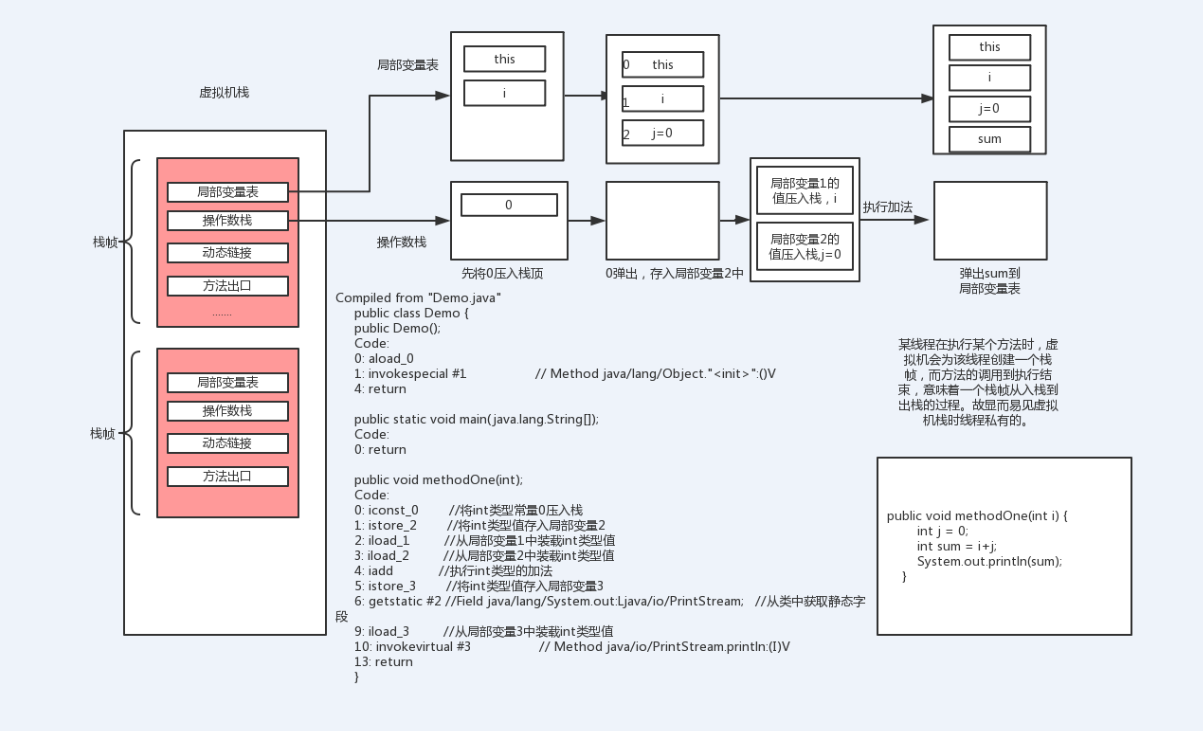 虚拟机栈
栈帧
局部变量表
操作数栈
动态链接
方法出口
.......
栈帧
局部变量表
操作数栈
动态链接
方法出口
局部变量表
this
i
0 this
1 i
2 j=0
this
i
j=0
sum
操作数栈
0
先将0压入栈顶
0弹出，存入局部变量2中
局部变量1的
值压入栈，i
局部变量2的
值压入栈,j=0
执行加法
弹出sum到
局部变量表
Compiled from "Demo.java"
public class Demo {
public Demo();
Code:
0: aload_0
1: invokespecial #1 // Method java/lang/Object."<init>":()V
4: return
public static void main(java.lang.String[]);
Code:
0: return
public void methodOne(int);
Code:
0: iconst_0 //将int类型常量0压入栈
1: istore_2 //将int类型值存入局部变量2
2: iload_1 //从局部变量1中装载int类型值
3: iload_2 //从局部变量2中装载int类型值
4: iadd //执行int类型的加法
5: istore_3 //将int类型值存入局部变量3
6: getstatic #2 //Field java/lang/System.out:Ljava/io/PrintStream; //从类中获取静态字
段
9: iload_3 //从局部变量3中装载int类型值
10: invokevirtual #3 // Method java/io/PrintStream.println:(I)V
13: return
}
某线程在执行某个方法时，虚
拟机会为该线程创建一个栈
帧，而方法的调用到执行结
束，意味着一个栈帧从入栈到
出栈的过程。故显而易见虚拟
机栈时线程私有的。
public void methodOne(int i) {
int j = 0;
int sum = i+j;
System.out.println(sum);
}